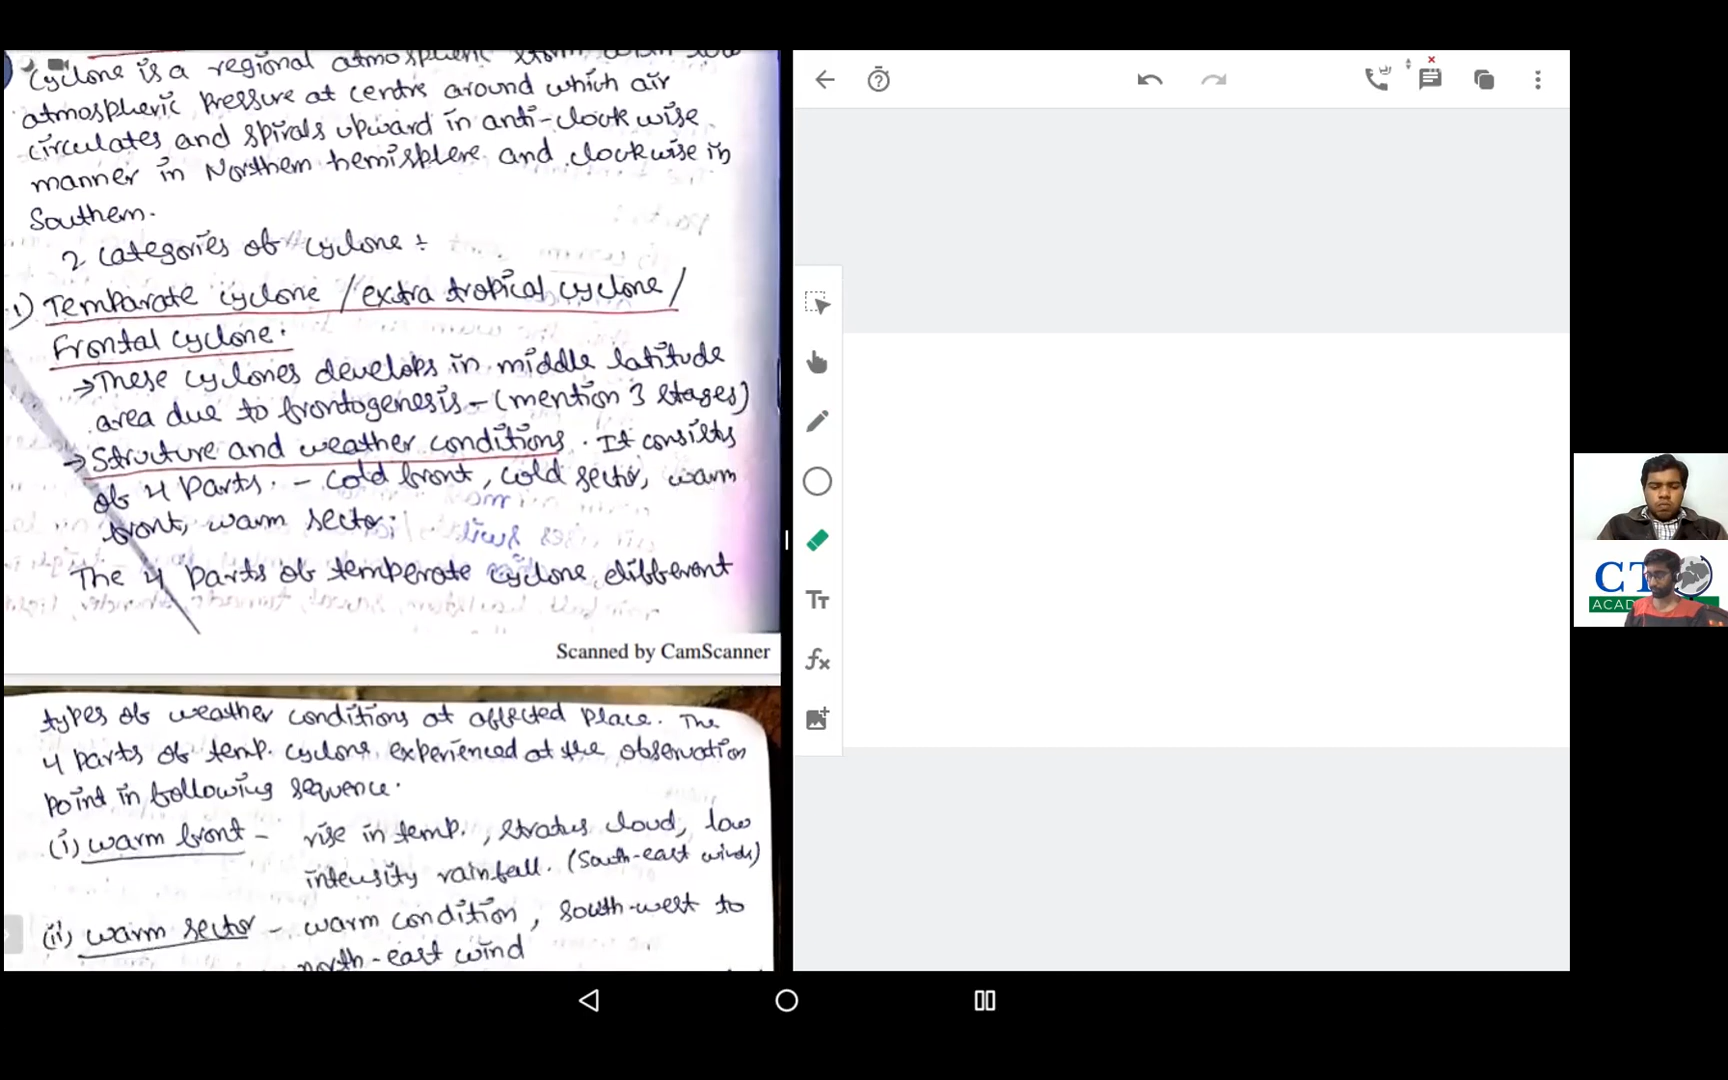 Cyclone is a regional atmospheric storm with low
atmospheric pressure at centre around which air
circulates and spirals upward in anti-clock wise
manner in Northern hemisphere and clockwise in
Southern.
2 categories of cyclone :
1) Temparate cyclone / extra tropical cyclone /
Frontal cyclone.
→ These cyclones develops in middle latitude
area due to frontogenesis - (mention 3 stages)
→ Structure and weather conditions. It consists
of 4 parts. - cold front, cold sector, warm
front, warm sector.
The 4 parts of temperate cyclone different
Scanned by CamScanner
types of weather conditions at affected place. The
4 parts of temp. cyclone experienced at the observation
point in following sequence.
(i) warm front - rise in temp., stratus cloud, low
intensity rainfall. (South-east winds)
(ii) warm sector - warm condition, south-west to
north-east wind
Tт
fx
CT
ACAD